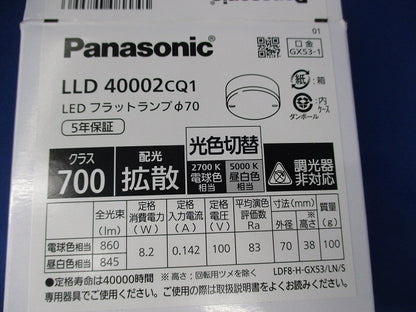 01
Panasonic
口金
GX53-1
LLD 40002CQ1
LEDフラットランプφ70
5年保証
紙:箱
:内ケース
ダンボール
クラス
700
配光
拡散
光色切替
2700 K
電球色
相当
5000 K
昼白色
相当
調光器
非対応
全光束
(lm)
定格
消費電力
(W)
定格
入力電流
(A)
定格
電圧
(V)
平均演色
評価数
Ra
寸法(mm)
外径
高さ※
質量
(g)
電球色相当 860
昼白色相当 845
8.2 0.142 100 83 70 38 100
●定格寿命40000時間 ※高さ:回転用ツメを除く LDF8-H-GX53/LN/S
専用器具でご使用ください。ご使用の前に取扱説明書をよくお読みください。